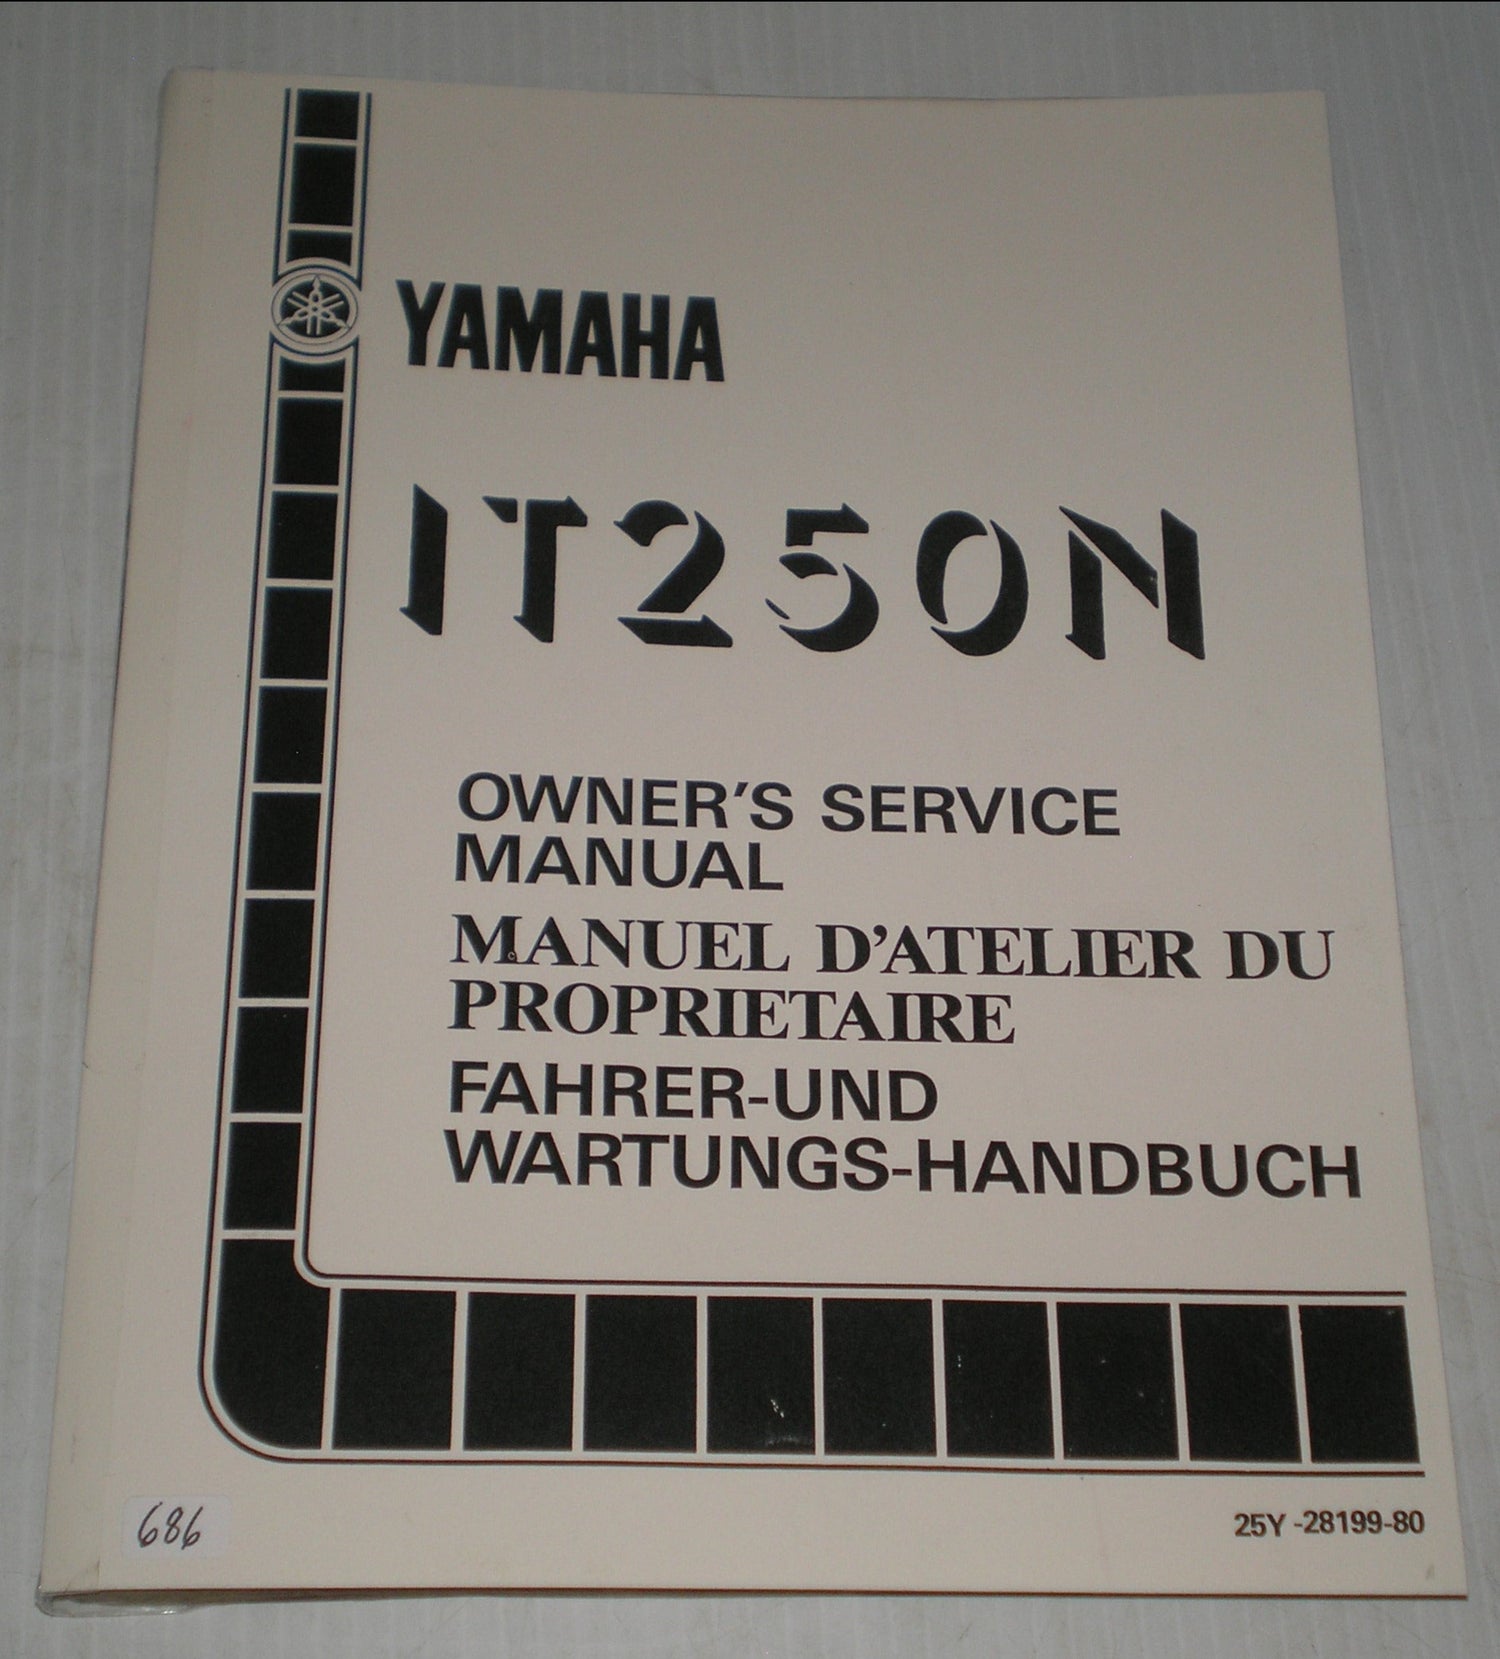 YAMAHA
IT250N
OWNER'S SERVICE
MANUAL
MANUEL D'ATELIER DU
PROPRIETAIRE
FAHRER-UND
WARTUNGS-HANDBUCH
686
25Y-28199-80